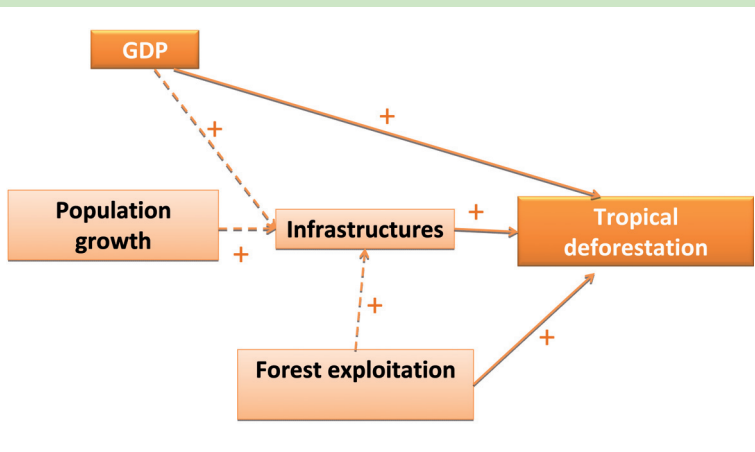 GDP
+
+
Population
growth
+
Infrastructures
+
Tropical
deforestation
+
Forest exploitation
+